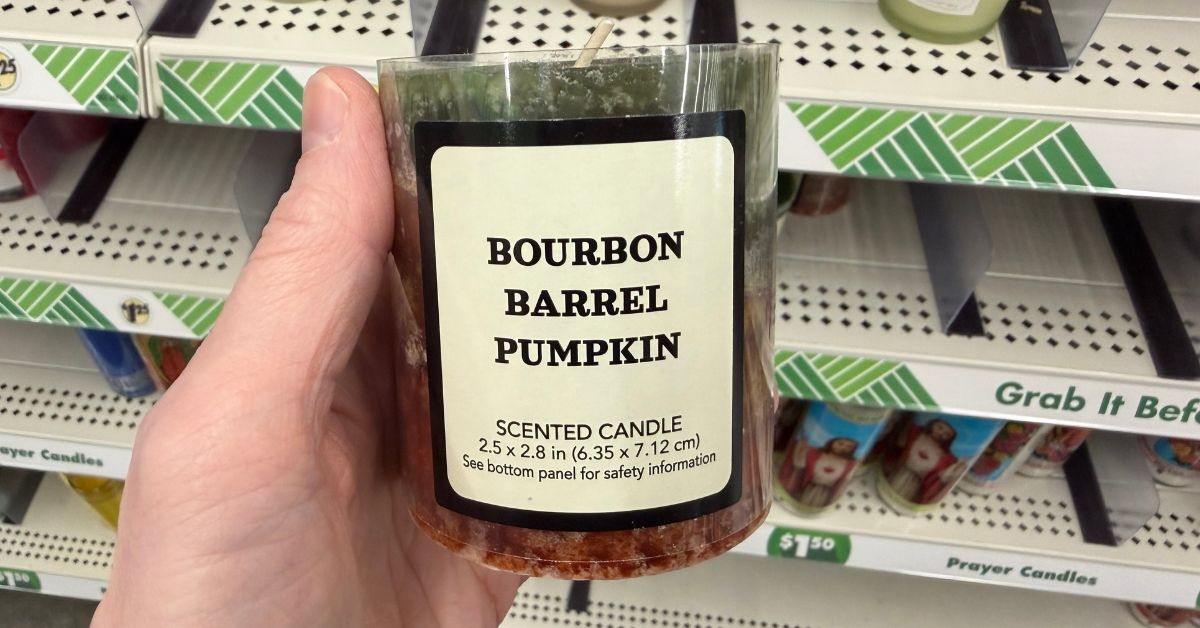 BOURBON
BARREL
PUMPKIN
SCENTED CANDLE
2.5 x 2.8 in (6.35 x 7.12 cm)
See bottom panel for safety information
Grab It Bef
$1.50
Prayer Candles
ayer Candles